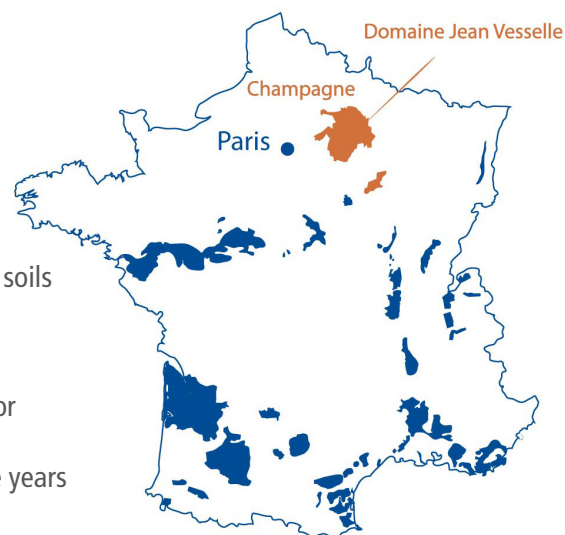 Domaine Jean Vesselle
Champagne
Paris
soils
or
years